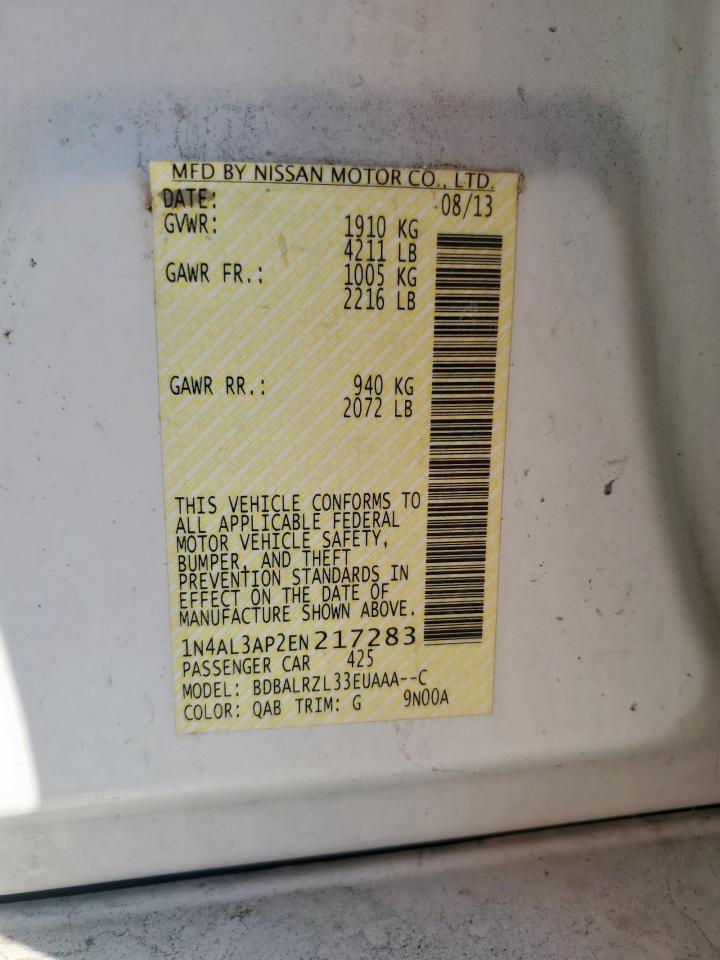 MFD BY NISSAN MOTOR CO., LTD.
DATE: 08/13
GVWR: 1910 KG
4211 LB
GAWR FR.: 1005 KG
2216 LB
GAWR RR.: 940 KG
2072 LB
THIS VEHICLE CONFORMS TO
ALL APPLICABLE FEDERAL
MOTOR VEHICLE SAFETY,
BUMPER, AND THEFT
PREVENTION STANDARDS IN
EFFECT ON THE DATE OF
MANUFACTURE SHOWN ABOVE.
1N4AL3AP2EN217283
PASSENGER CAR 425
MODEL: BDBALRZL33EUAAA--C
COLOR: QAB TRIM: G 9N00A